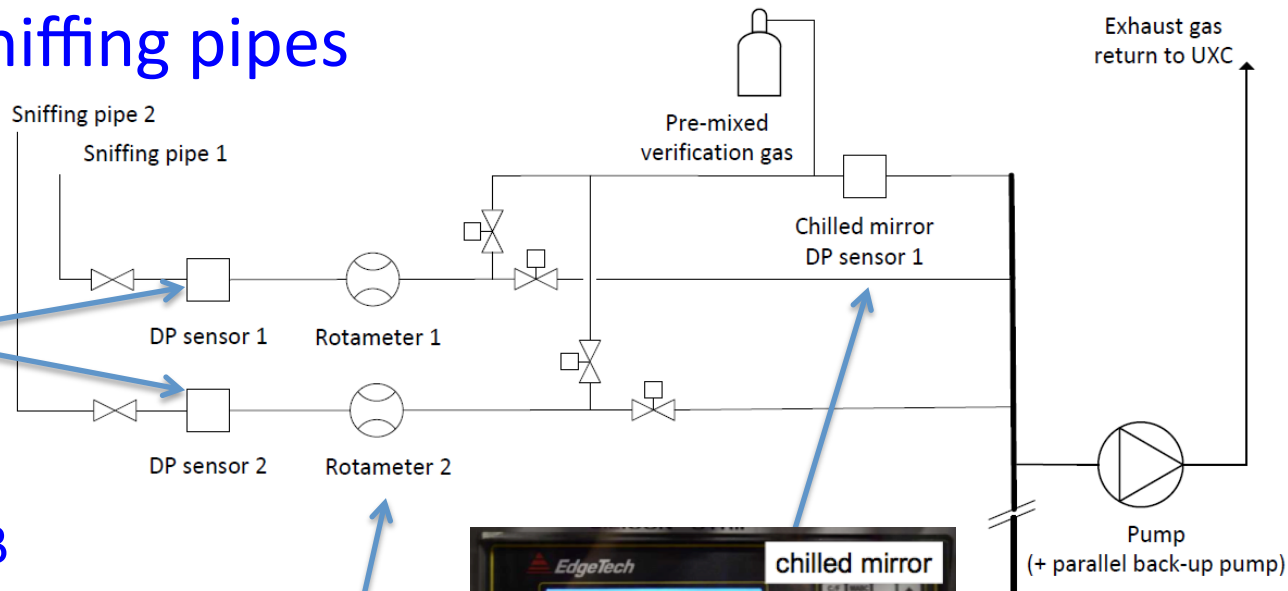 niffing pipes
Exhaust gas
return to UXC
Sniffing pipe 2
Sniffing pipe 1
Pre-mixed
verification gas
Chilled mirror
DP sensor 1
DP sensor 1
Rotameter 1
DP sensor 2
Rotameter 2
Pump
(+ parallel back-up pump)
EdgeTech
chilled mirror